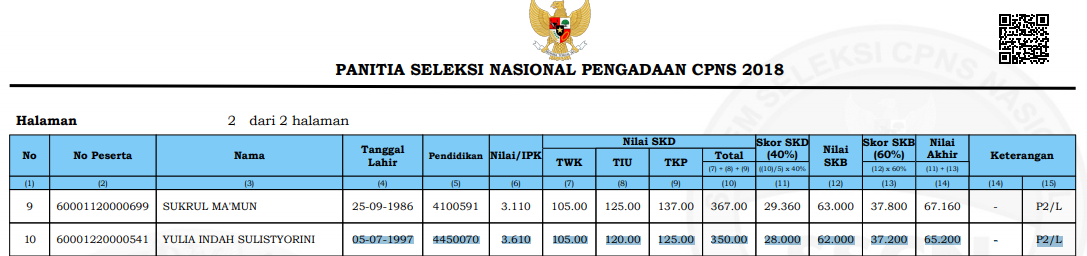 PANITIA SELEKSI NASIONAL PENGADAAN CPNS 2018
Halaman 2 dari 2 halaman
No No Peserta Nama Tanggal Lahir Pendidikan Nilai/IPK Nilai SKD Skor SKD (40%) Nilai SKB Skor SKB (60%) Nilai Akhir Keterangan
TWK TIU TKP Total
(7) + (8) + (9) ((10)/5) x 40% (12) x 60% (11) + (13)
(1) (2) (3) (4) (5) (6) (7) (8) (9) (10) (11) (12) (13) (14) (14) (15)
9 60001120000699 SUKRUL MA'MUN 25-09-1986 4100591 3.110 105.00 125.00 137.00 367.00 29.360 63.000 37.800 67.160 - P2/L
10 60001220000541 YULIA INDAH SULISTYORINI 05-07-1997 4450070 3.610 105.00 120.00 125.00 350.00 28.000 62.000 37.200 65.200 - P2/L